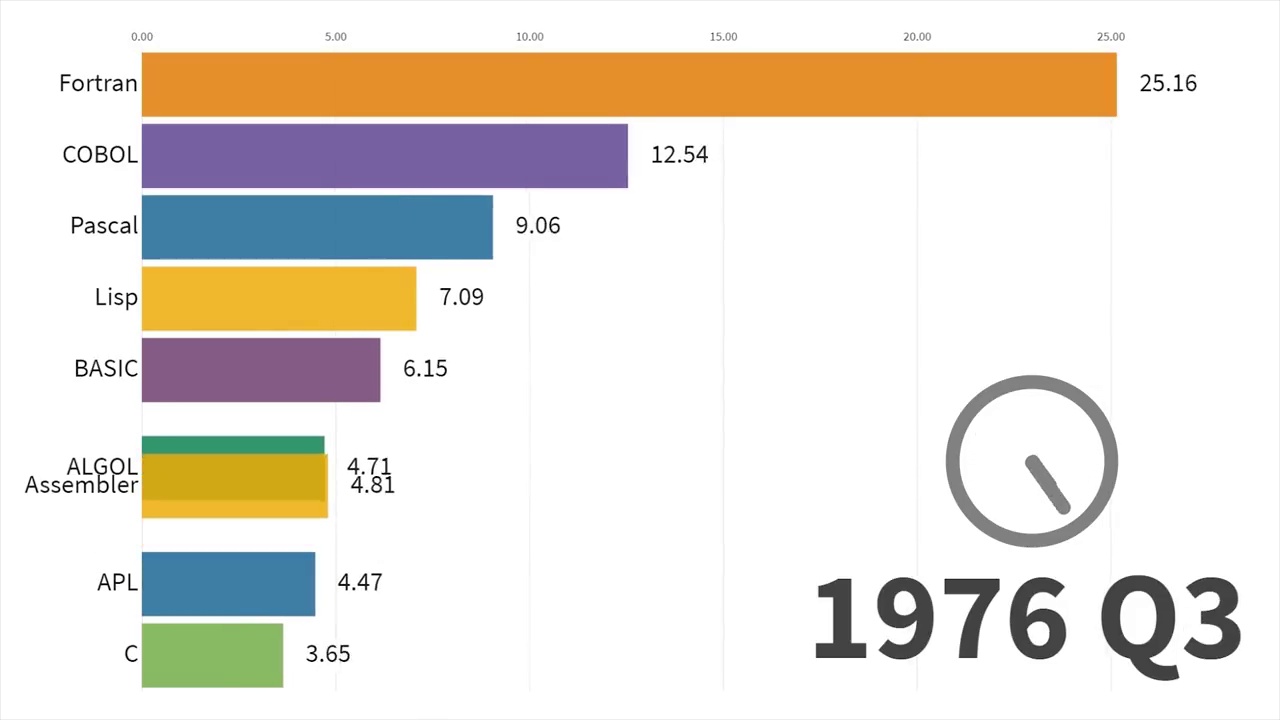 0.00 5.00 10.00 15.00 20.00 25.00
Fortran 25.16
COBOL 12.54
Pascal 9.06
Lisp 7.09
BASIC 6.15
ALGOL 4.71
Assembler 4.81
APL 4.47
C 3.65
1976 Q3